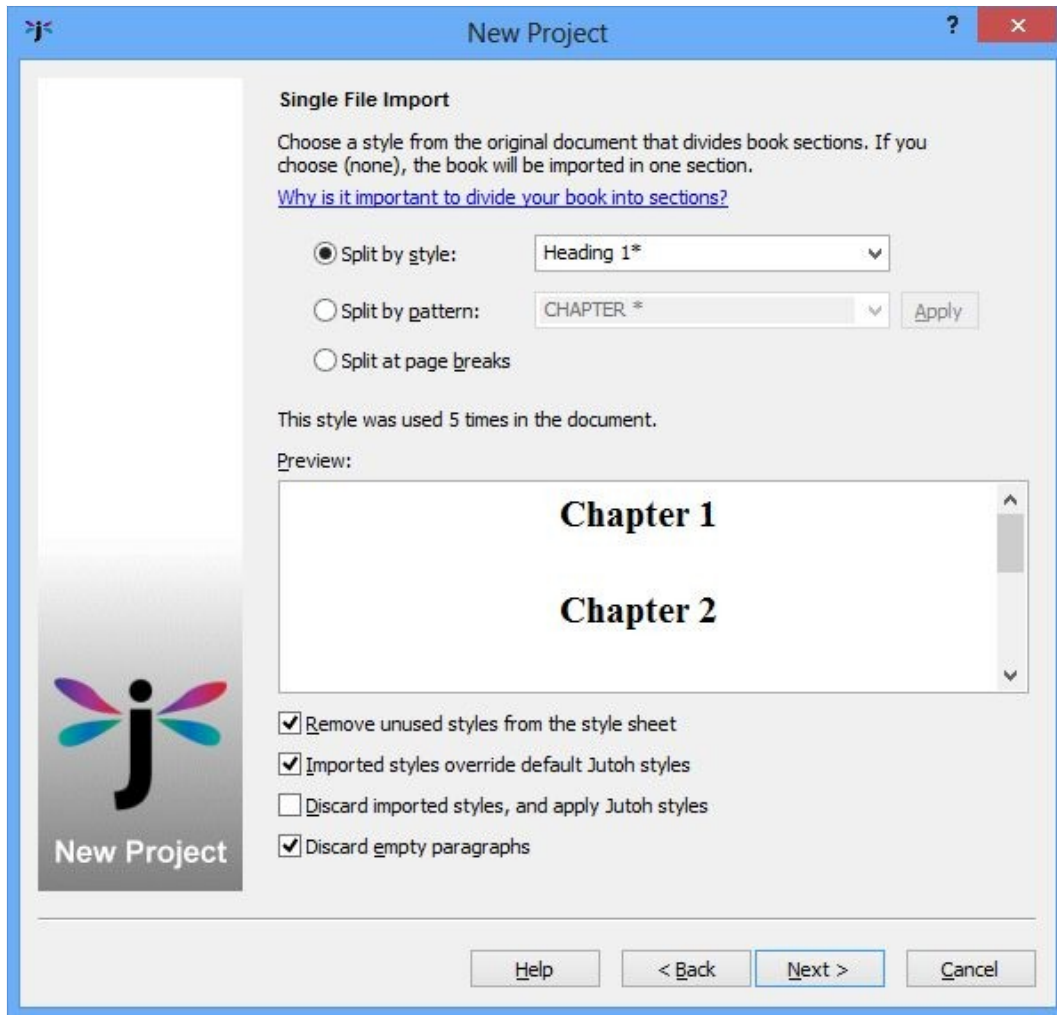 New Project
?
Single File Import
Choose a style from the original document that divides book sections. If you
choose (none), the book will be imported in one section.
Why is it important to divide your book into sections?
Split by style: Heading 1*
Split by pattern: CHAPTER * Apply
Split at page breaks
This style was used 5 times in the document.
Preview:
Chapter 1
Chapter 2
Remove unused styles from the style sheet
Imported styles override default Jutoh styles
Discard imported styles, and apply Jutoh styles
Discard empty paragraphs
j
New Project
Help < Back Next > Cancel